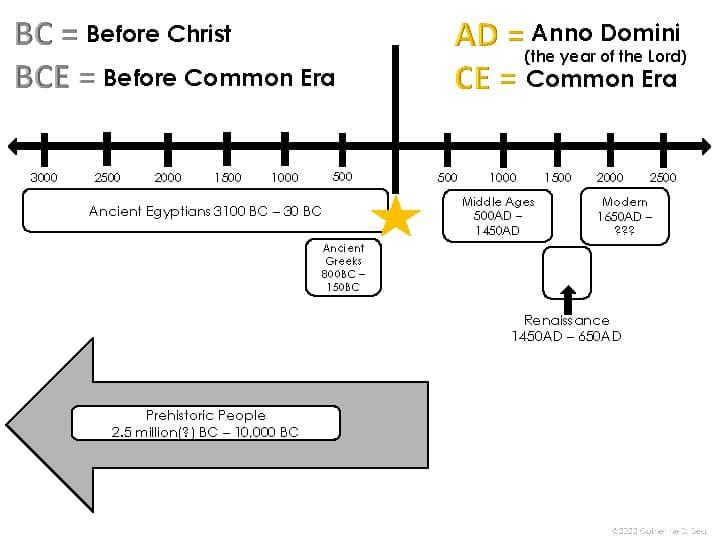 BC = Before Christ
BCE = Before Common Era
AD = Anno Domini
(the year of the Lord)
CE = Common Era
3000 2500 2000 1500 1000 500 500 1000 1500 2000 2500
Ancient Egyptians 3100 BC – 30 BC
Middle Ages
500AD –
1450AD
Modern
1650AD –
???
Ancient
Greeks
800BC –
150BC
Renaissance
1450AD – 650AD
Prehistoric People
2.5 million(?) BC – 10,000 BC
©2022